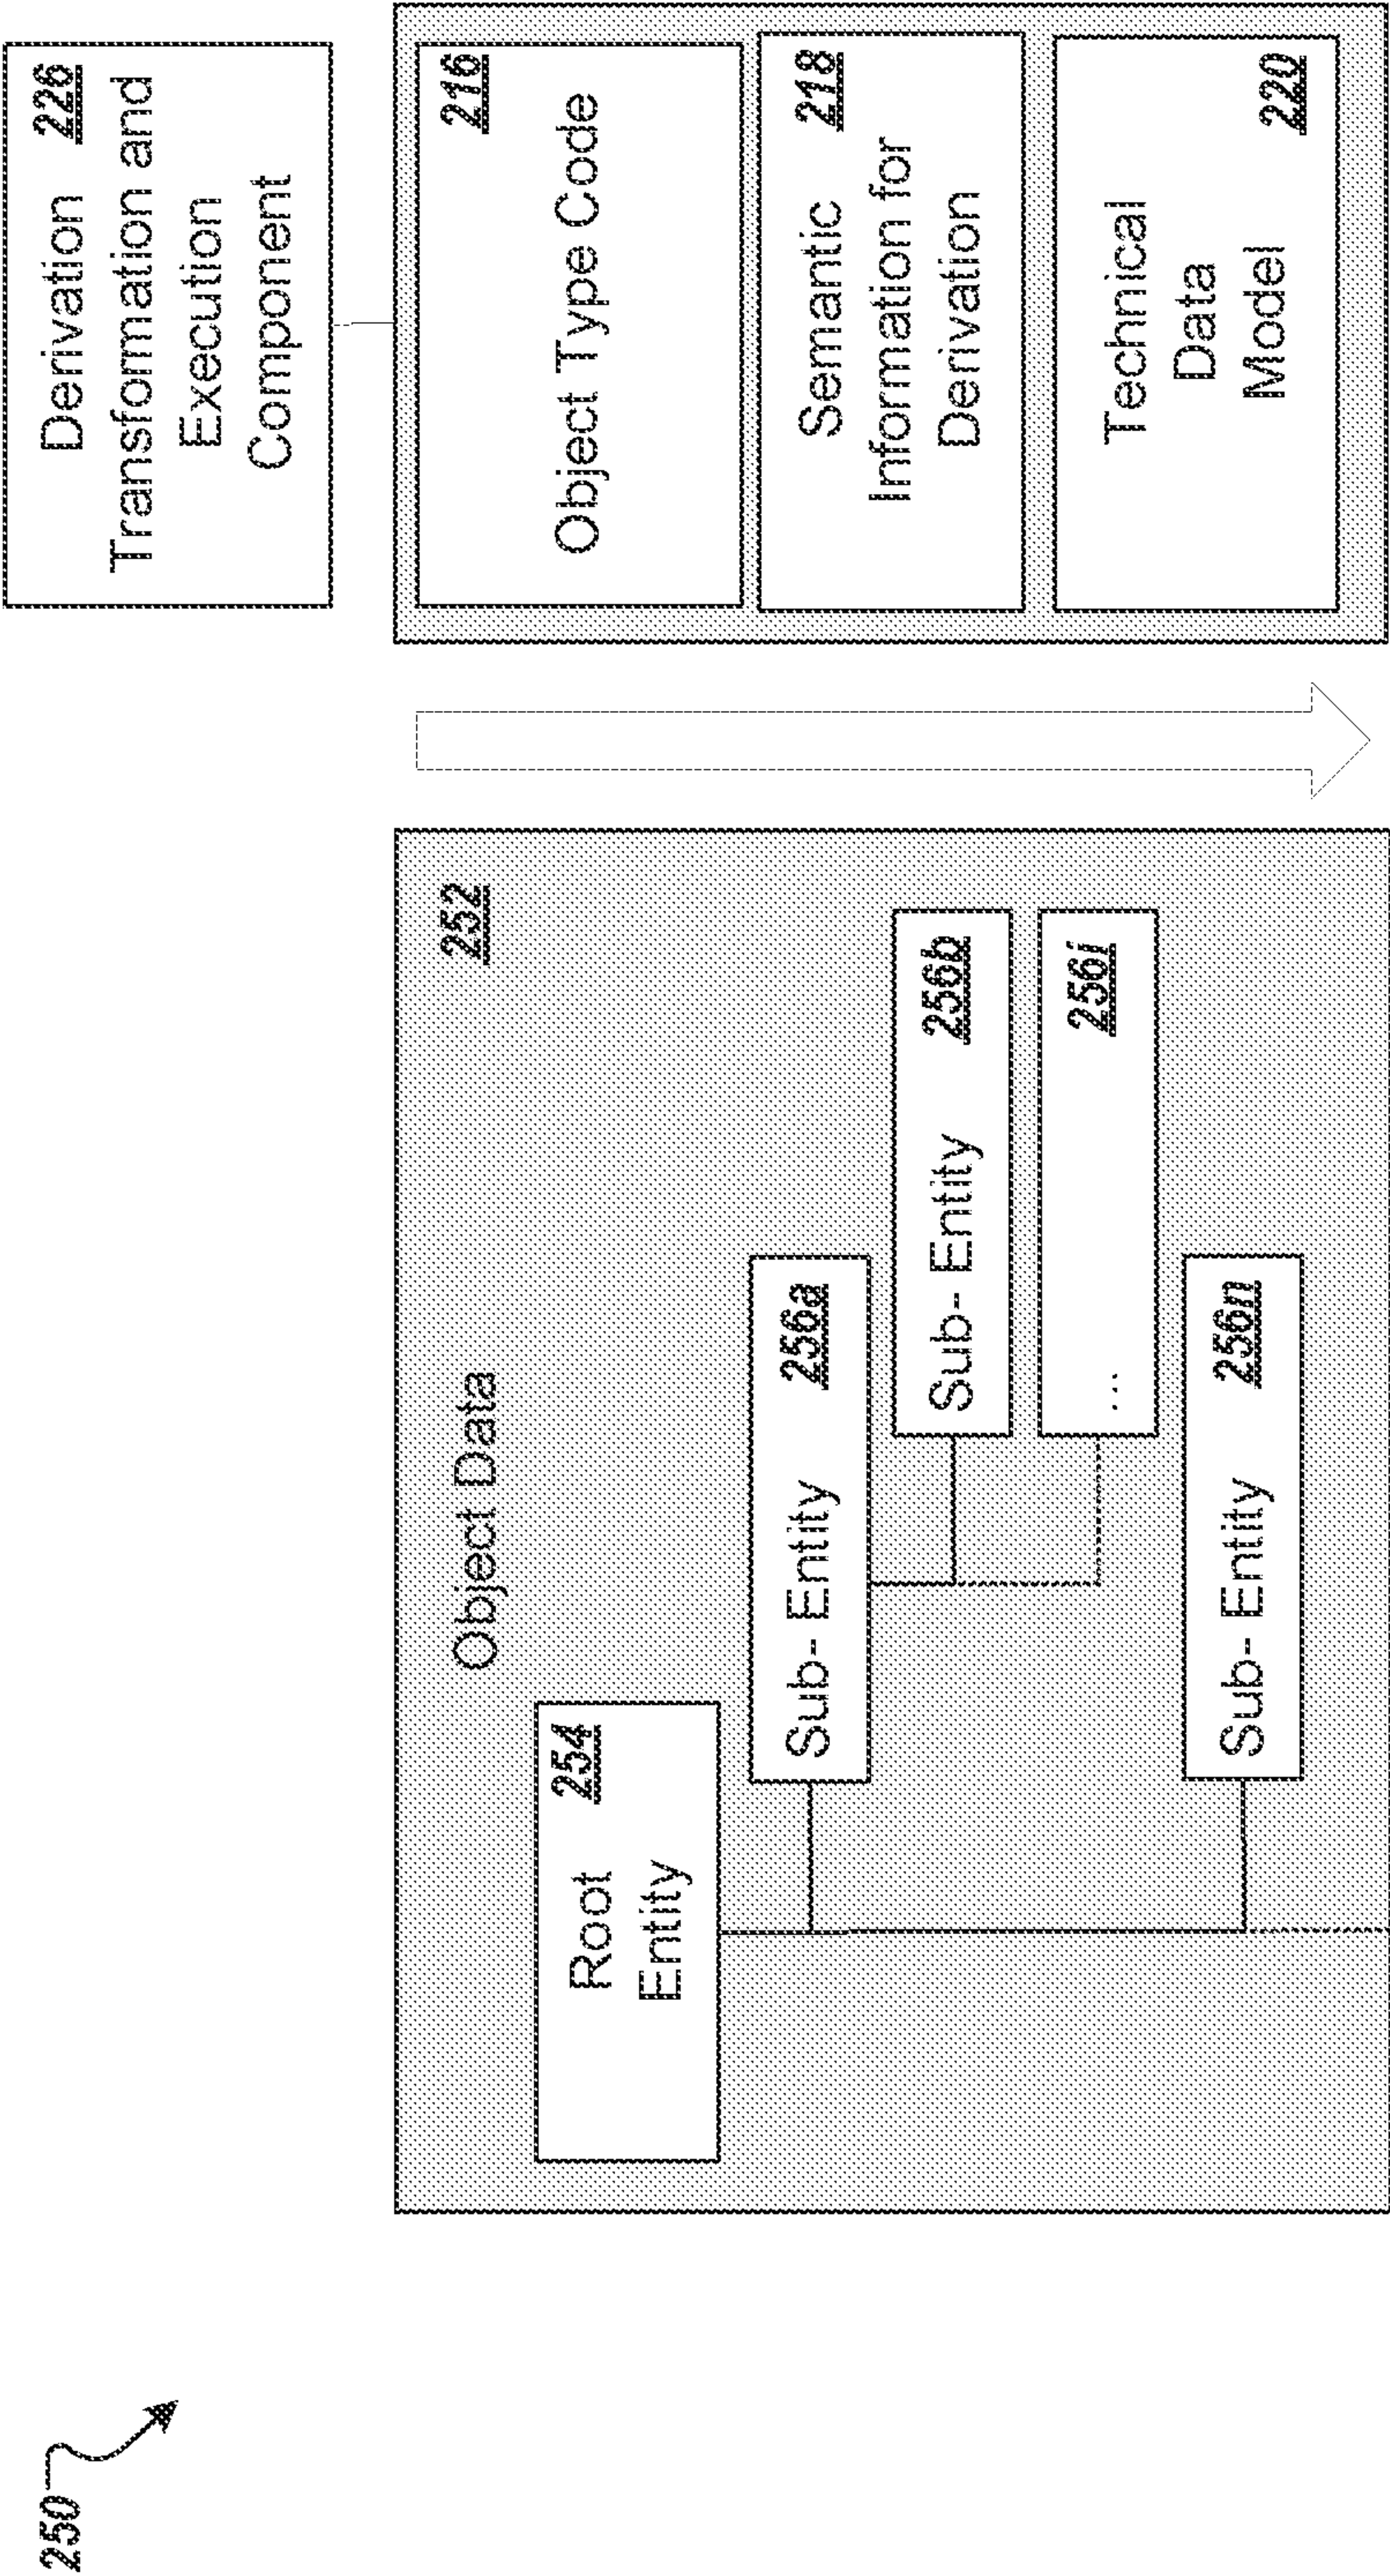 250
Object Data
252
Root
Entity
254
Sub- Entity 256a
Sub- Entity 256b
... 256i
Sub- Entity 256n
Derivation 226
Transformation and
Execution
Component
216
Object Type Code
Semantic 218
Information for
Derivation
Technical
Data
Model 220